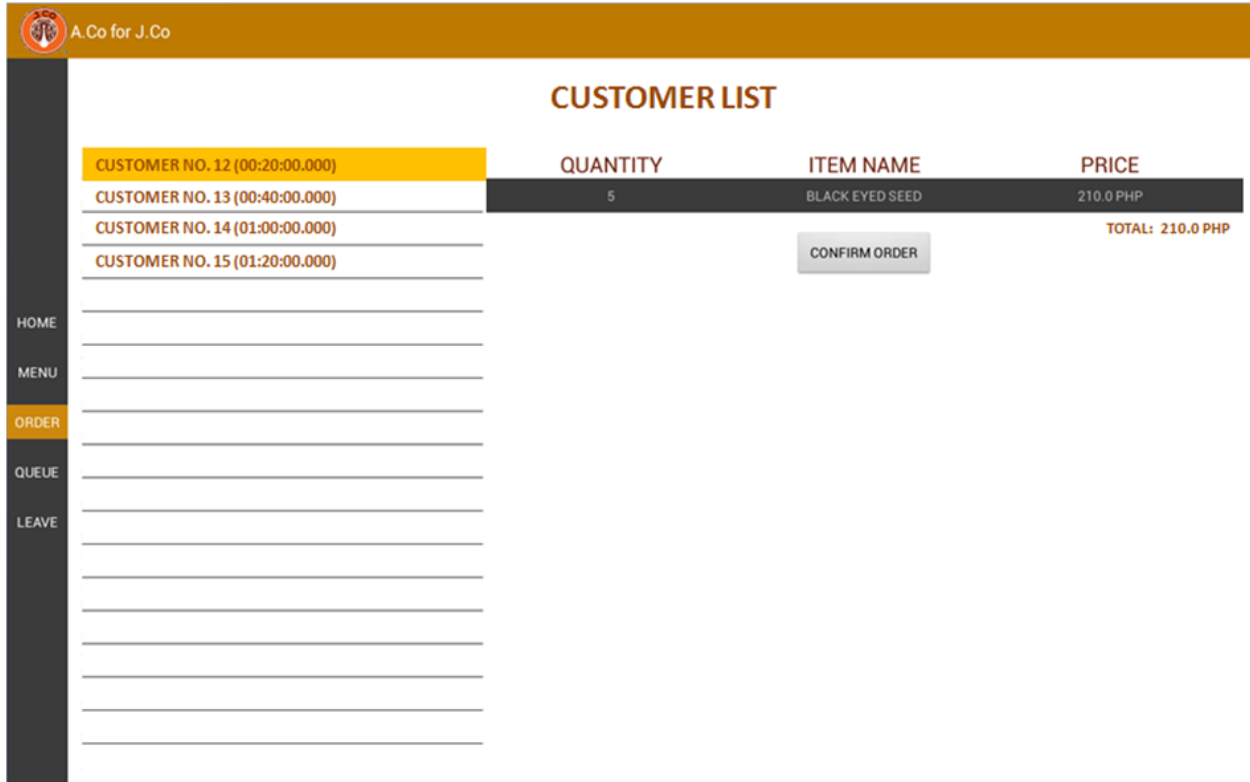 J.CO
A.Co for J.Co
CUSTOMER LIST
CUSTOMER NO. 12 (00:20:00.000)
CUSTOMER NO. 13 (00:40:00.000)
CUSTOMER NO. 14 (01:00:00.000)
CUSTOMER NO. 15 (01:20:00.000)
QUANTITY ITEM NAME PRICE
5 BLACK EYED SEED 210.0 PHP
TOTAL: 210.0 PHP
CONFIRM ORDER
HOME
MENU
ORDER
QUEUE
LEAVE